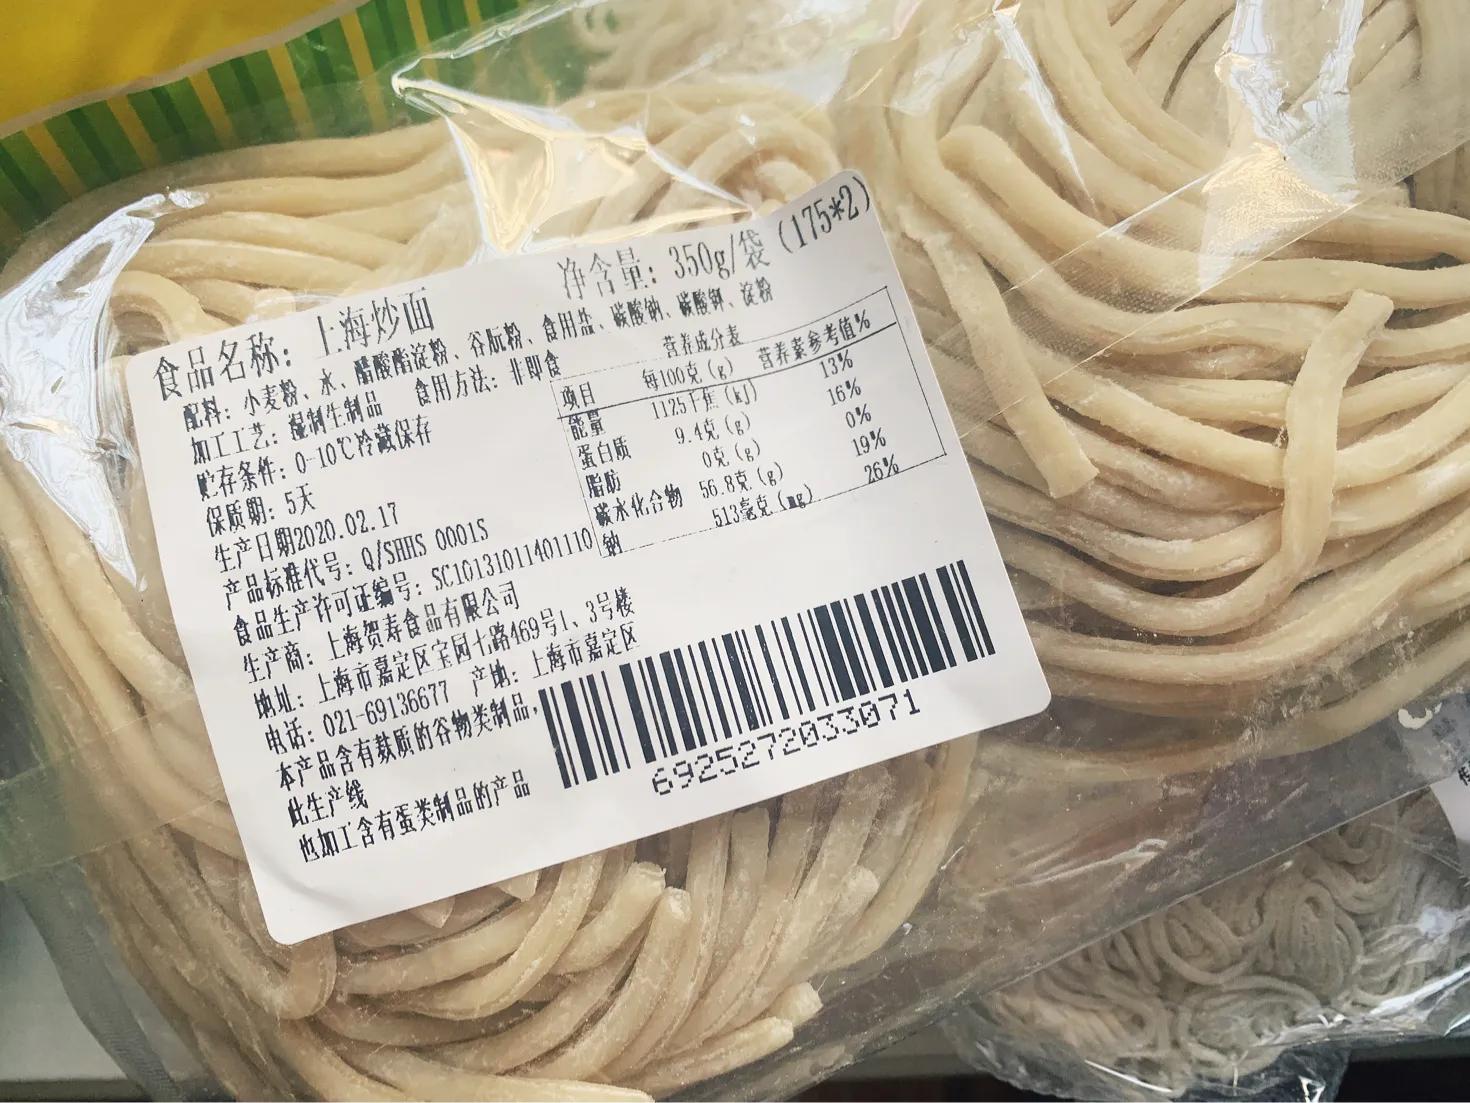 食品名称：上海炒面
净含量：350g/袋（175*2）
配料：小麦粉、水、醋酸酯淀粉、谷朊粉、食用盐、碳酸钠、碳酸钾、淀粉
加工工艺：湿制生制品 食用方法：非即食
贮存条件：0-10℃冷藏保存
保质期：5天
生产日期2020.02.17
产品标准代号：Q/SHHS 0001S
食品生产许可证编号：SC10131011401110
生产商：上海贺寿食品有限公司
地址：上海市嘉定区宝园七路469号1、3号楼
电话：021-69136677 产地：上海市嘉定区
本产品含有麸质的谷物类制品，
此生产线
也加工含有蛋类制品的产品
营养成分表
项目 每100克（g） 营养素参考值%
能量 1125千焦（kJ） 13%
蛋白质 9.4克（g） 16%
脂肪 0克（g） 0%
碳水化合物 56.8克（g） 19%
钠 513毫克（mg） 26%
6925272033071